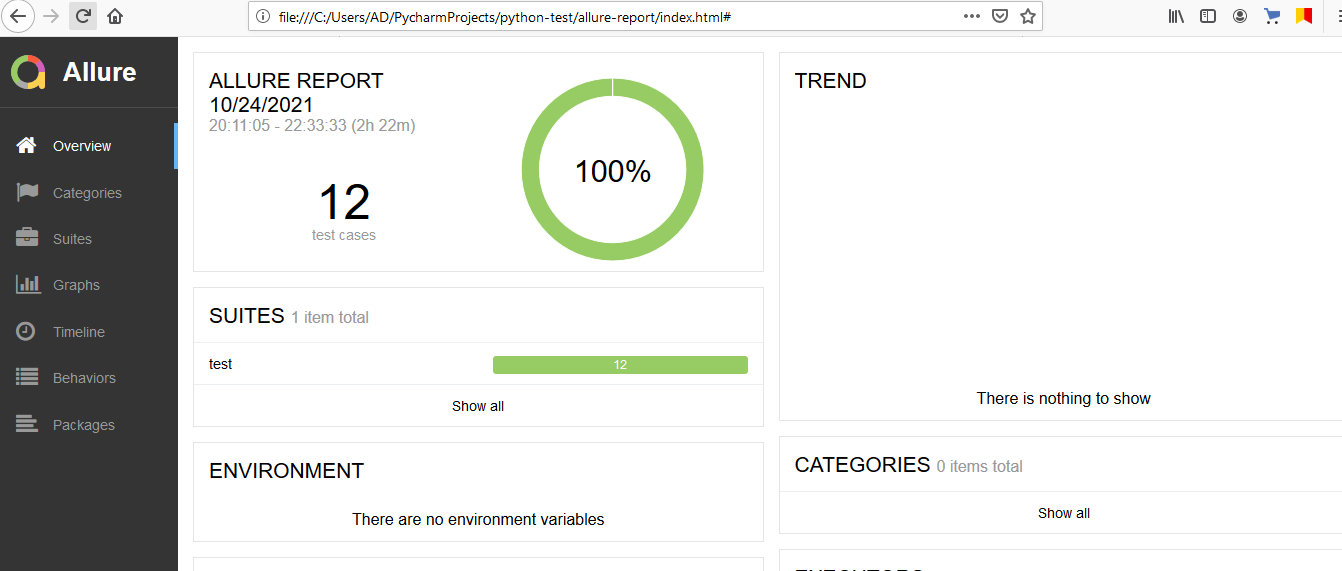 file:///C:/Users/AD/PycharmProjects/python-test/allure-report/index.html#
Allure
Overview
Categories
Suites
Graphs
Timeline
Behaviors
Packages
ALLURE REPORT
10/24/2021
20:11:05 - 22:33:33 (2h 22m)
12
test cases
100%
SUITES 1 item total
test
12
Show all
ENVIRONMENT
There are no environment variables
TREND
There is nothing to show
CATEGORIES 0 items total
Show all